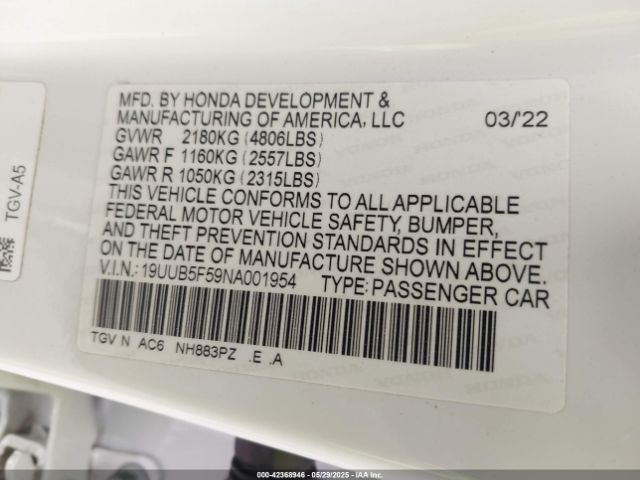 MFD. BY HONDA DEVELOPMENT &
MANUFACTURING OF AMERICA, LLC 03/'22
GVWR 2180KG (4806LBS)
GAWR F 1160KG (2557LBS)
GAWR R 1050KG (2315LBS)
THIS VEHICLE CONFORMS TO ALL APPLICABLE
FEDERAL MOTOR VEHICLE SAFETY, BUMPER,
AND THEFT PREVENTION STANDARDS IN EFFECT
ON THE DATE OF MANUFACTURE SHOWN ABOVE.
V.I.N.: 19UUB5F59NA001954 TYPE: PASSENGER CAR
TGV N AC6 NH883PZ .E .A
TGV-A5
000-42368946 - 05/29/2025 - IAA Inc. - COPART